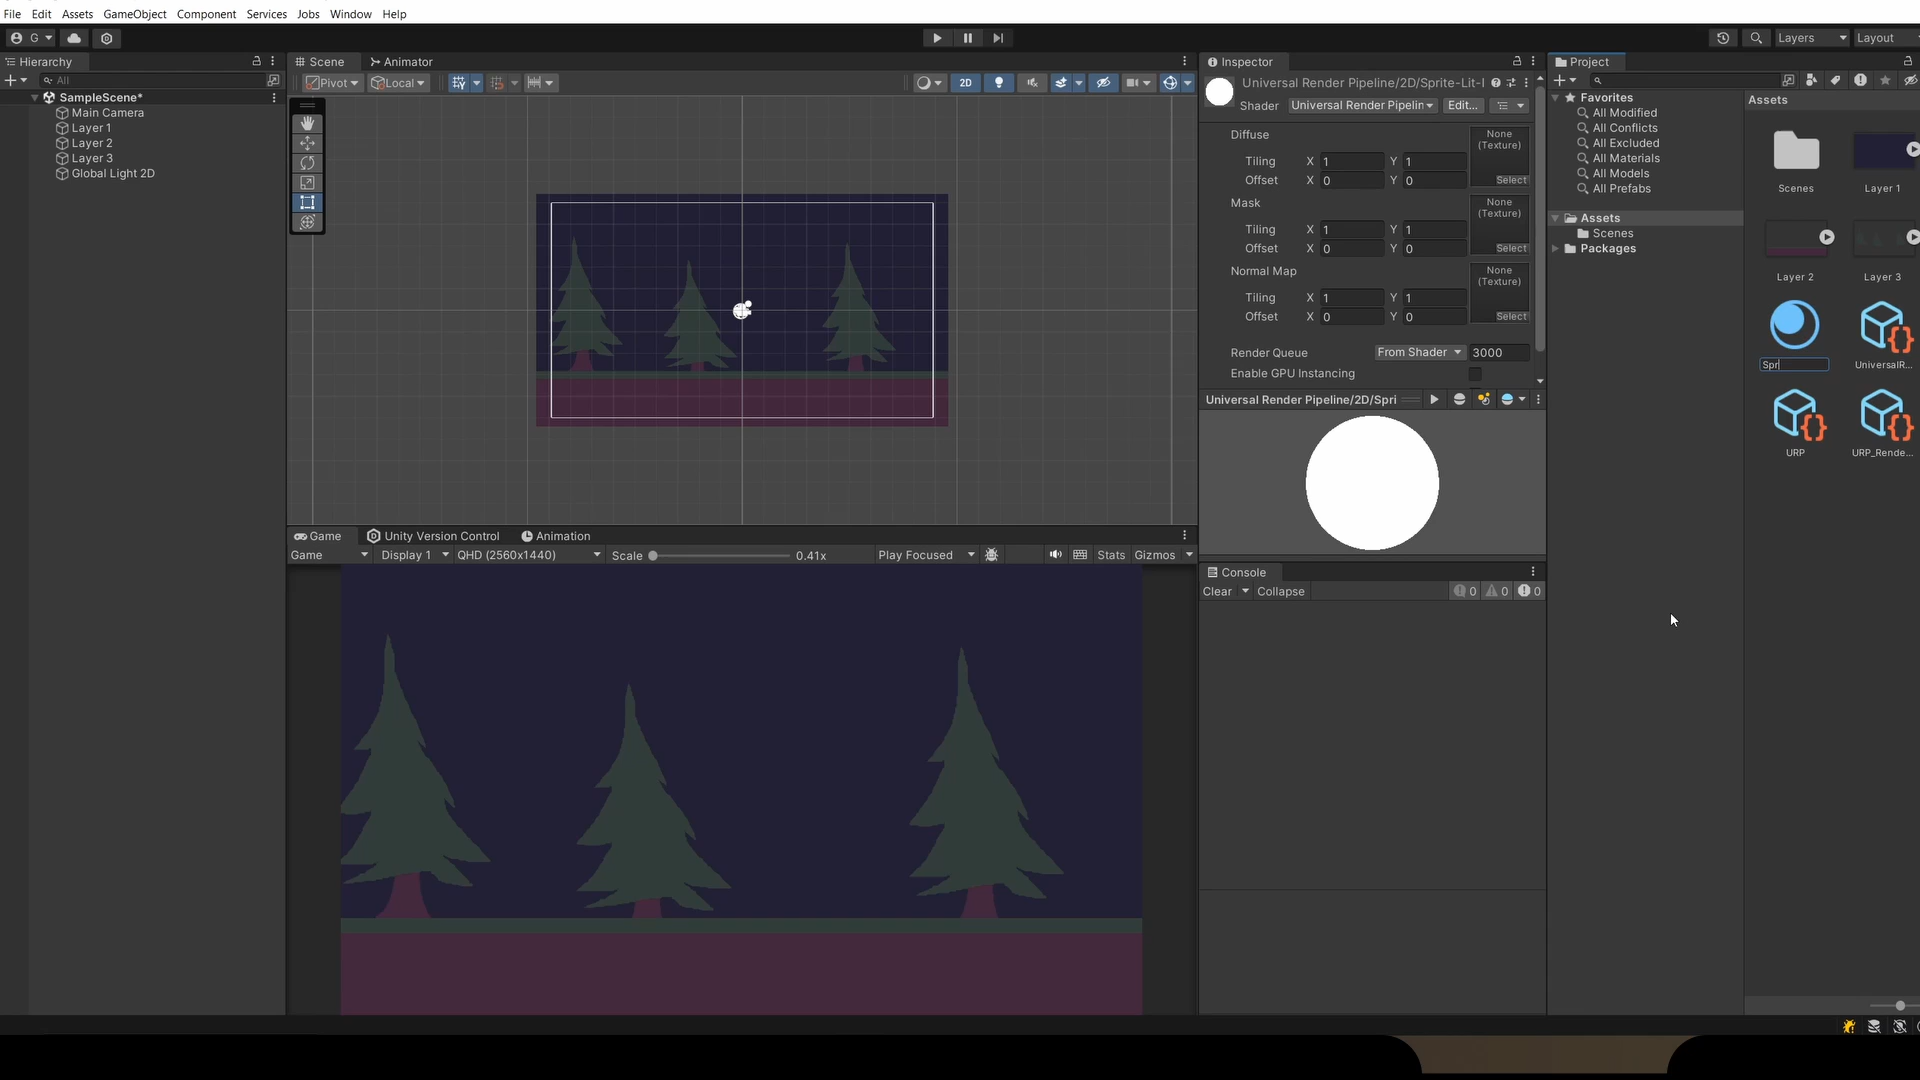 File Edit Assets GameObject Component Services Jobs Window Help
G Layers Layout
Hierarchy
All
SampleScene*
Main Camera
Layer 1
Layer 2
Layer 3
Global Light 2D
Scene Animator
Pivot Local 2D
Game Unity Version Control Animation
Game Display 1 QHD (2560x1440) Scale 0.41x Play Focused Stats Gizmos
Inspector
Universal Render Pipeline/2D/Sprite-Lit-
Shader Universal Render Pipelin Edit...
Diffuse None (Texture)
Tiling X 1 Y 1
Offset X 0 Y 0 Select
Mask None (Texture)
Tiling X 1 Y 1
Offset X 0 Y 0 Select
Normal Map None (Texture)
Tiling X 1 Y 1
Offset X 0 Y 0 Select
Render Queue From Shader 3000
Enable GPU Instancing
Universal Render Pipeline/2D/Spri
Console
Clear Collapse 0 0 0
Project
Favorites
All Modified
All Conflicts
All Excluded
All Materials
All Models
All Prefabs
Assets
Scenes
Packages
Assets
Scenes Layer 1
Layer 2 Layer 3
Spr UniversalR...
URP URP_Rende...